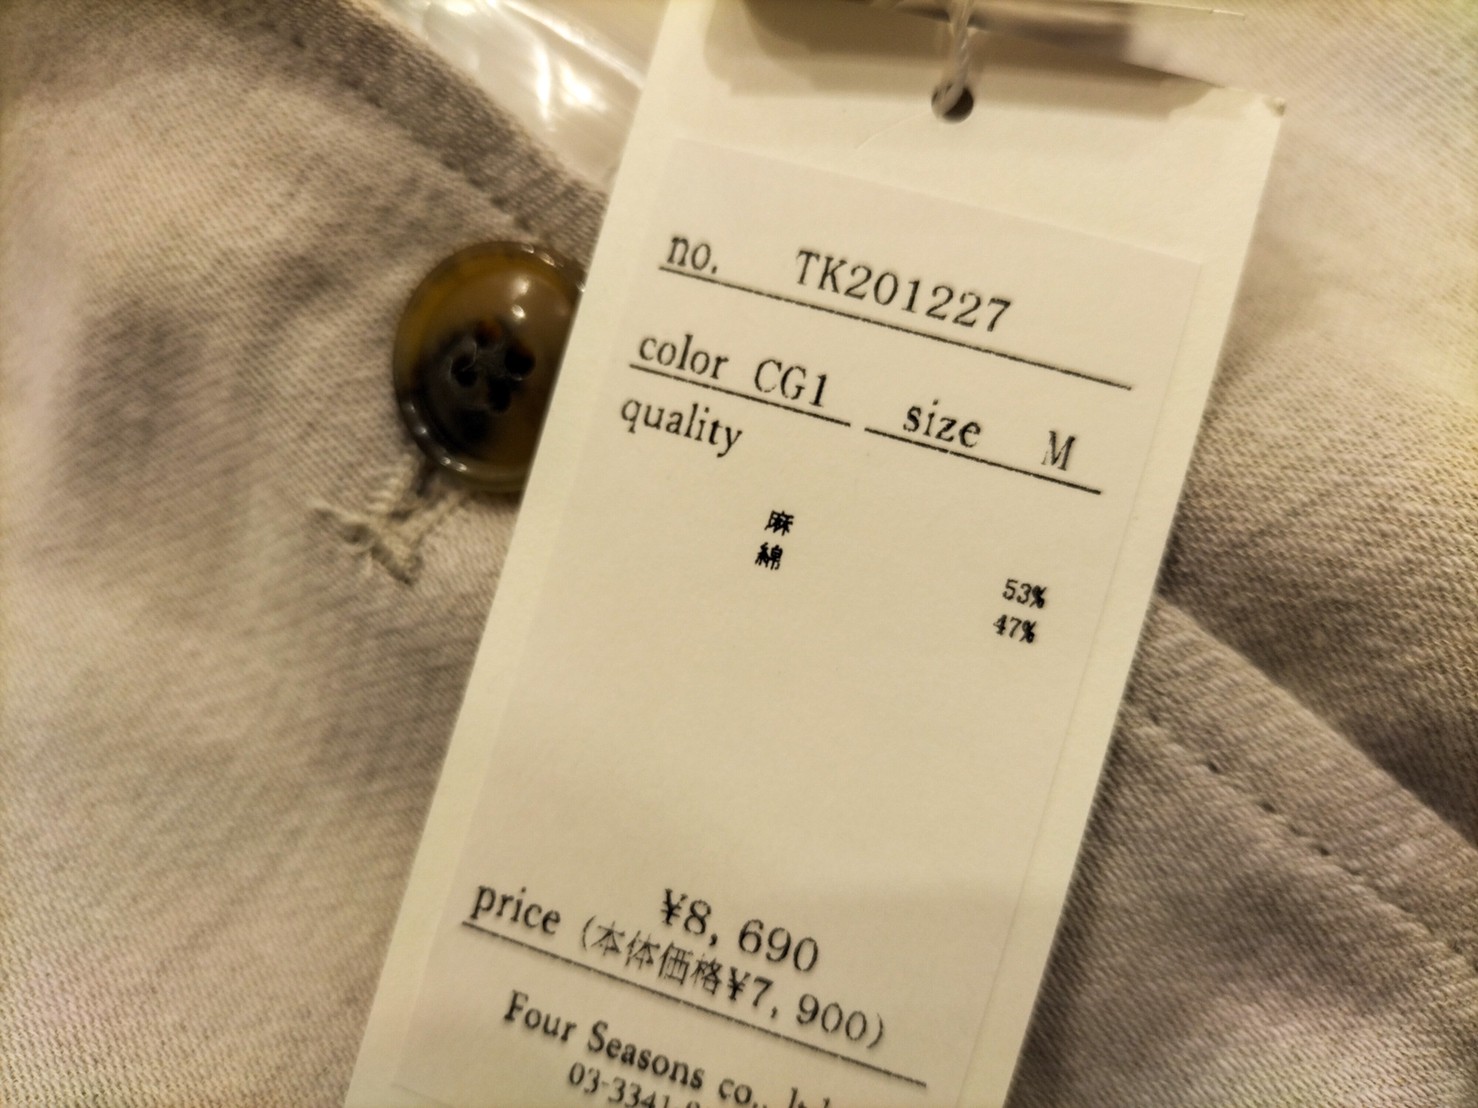 no. TK201227
color CG1 size M
quality
麻 53%
綿 47%
¥8,690
price (本体価格¥7,900)
Four Seasons co.,
03-3341